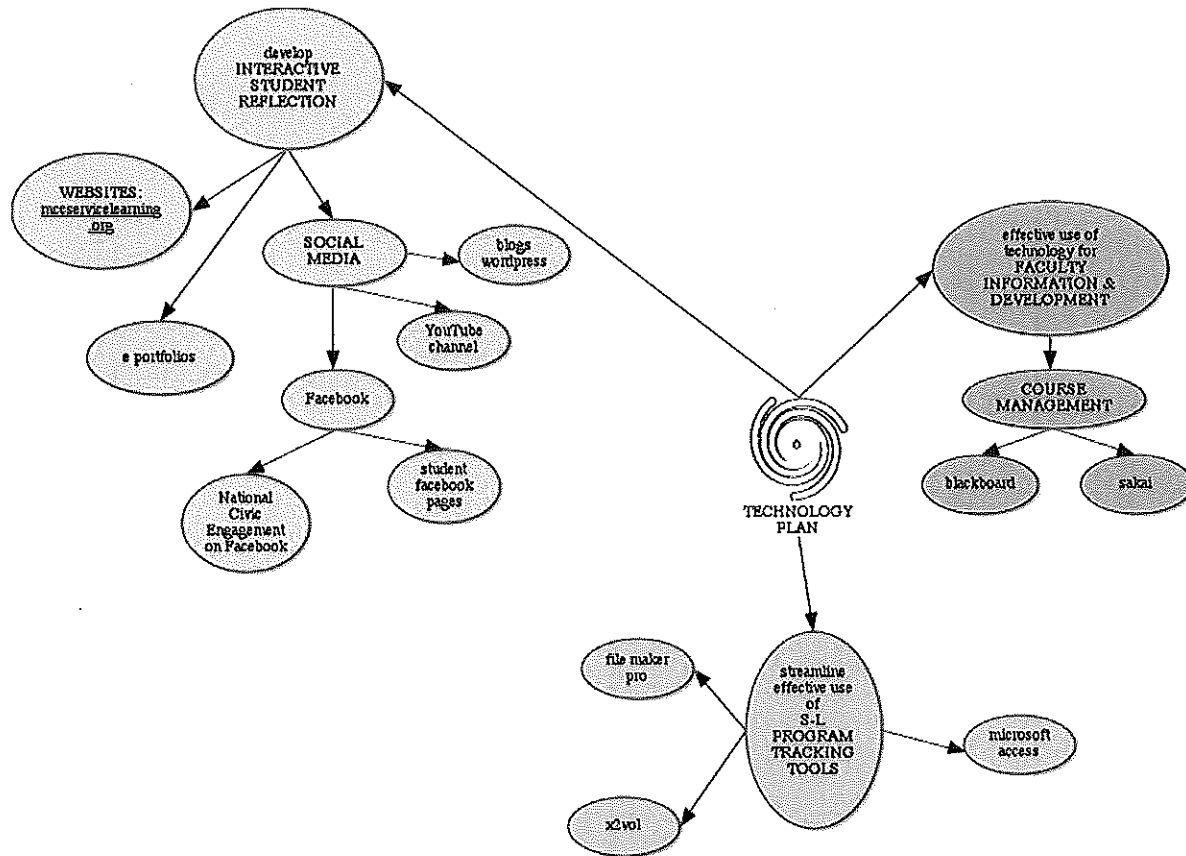 develop
INTERACTIVE
STUDENT
REFLECTION
WEBSITES:
mccservicelearning
.org
SOCIAL
MEDIA
blogs
wordpress
YouTube
channel
e portfolios
Facebook
National
Civic
Engagement
on Facebook
student
facebook
pages
effective use of
technology for
FACULTY
INFORMATION &
DEVELOPMENT
COURSE
MANAGEMENT
blackboard
sakai
TECHNOLOGY
PLAN
streamline
effective use
of
S-L
PROGRAM
TRACKING
TOOLS
file maker
pro
x2vol
microsoft
access